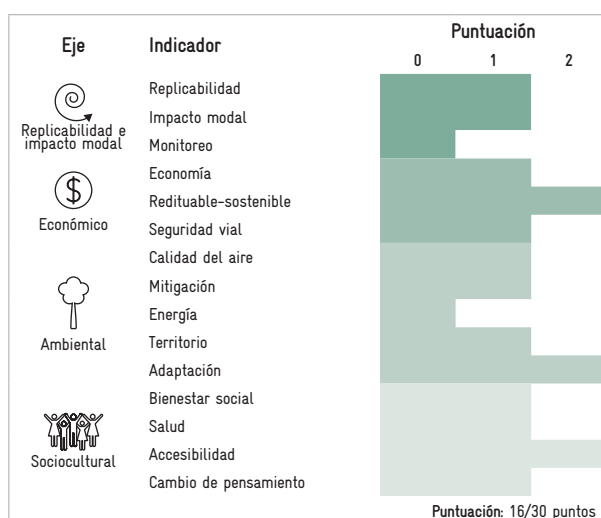 Eje Indicador Puntuación
0 1 2
Replicabilidad
Impacto modal
Monitoreo
Replicabilidad e
impacto modal
Economía
Redituable-sostenible
Seguridad vial
$
Económico
Calidad del aire
Mitigación
Energía
Territorio
Adaptación
Ambiental
Bienestar social
Salud
Accesibilidad
Cambio de pensamiento
Sociocultural
Puntuación: 16/30 puntos